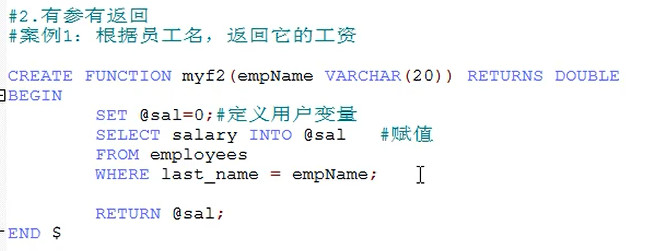 #2.有参有返回
#案例1：根据员工名，返回它的工资
CREATE FUNCTION myf2(empName VARCHAR(20)) RETURNS DOUBLE
BEGIN
SET @sal=0;#定义用户变量
SELECT salary INTO @sal #赋值
FROM employees
WHERE last_name = empName;
RETURN @sal;
END $